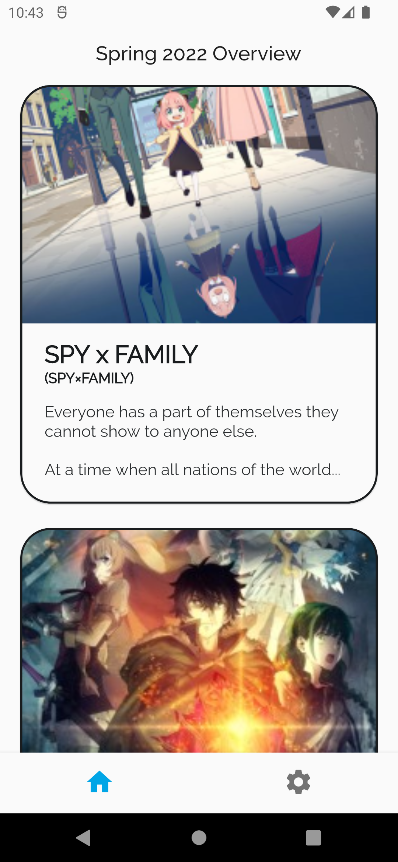 10:43
Spring 2022 Overview
SPY x FAMILY
(SPY×FAMILY)
Everyone has a part of themselves they
cannot show to anyone else.
At a time when all nations of the world...